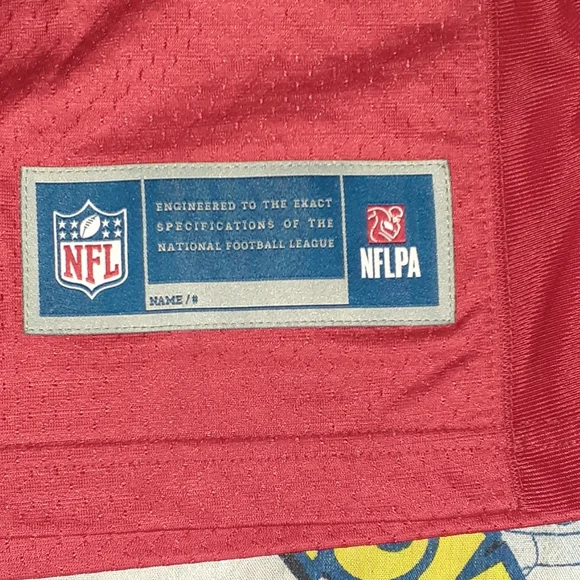 NFL
ENGINEERED TO THE EXACT
SPECIFICATIONS OF THE
NATIONAL FOOTBALL LEAGUE
NAME / #
NFLPA